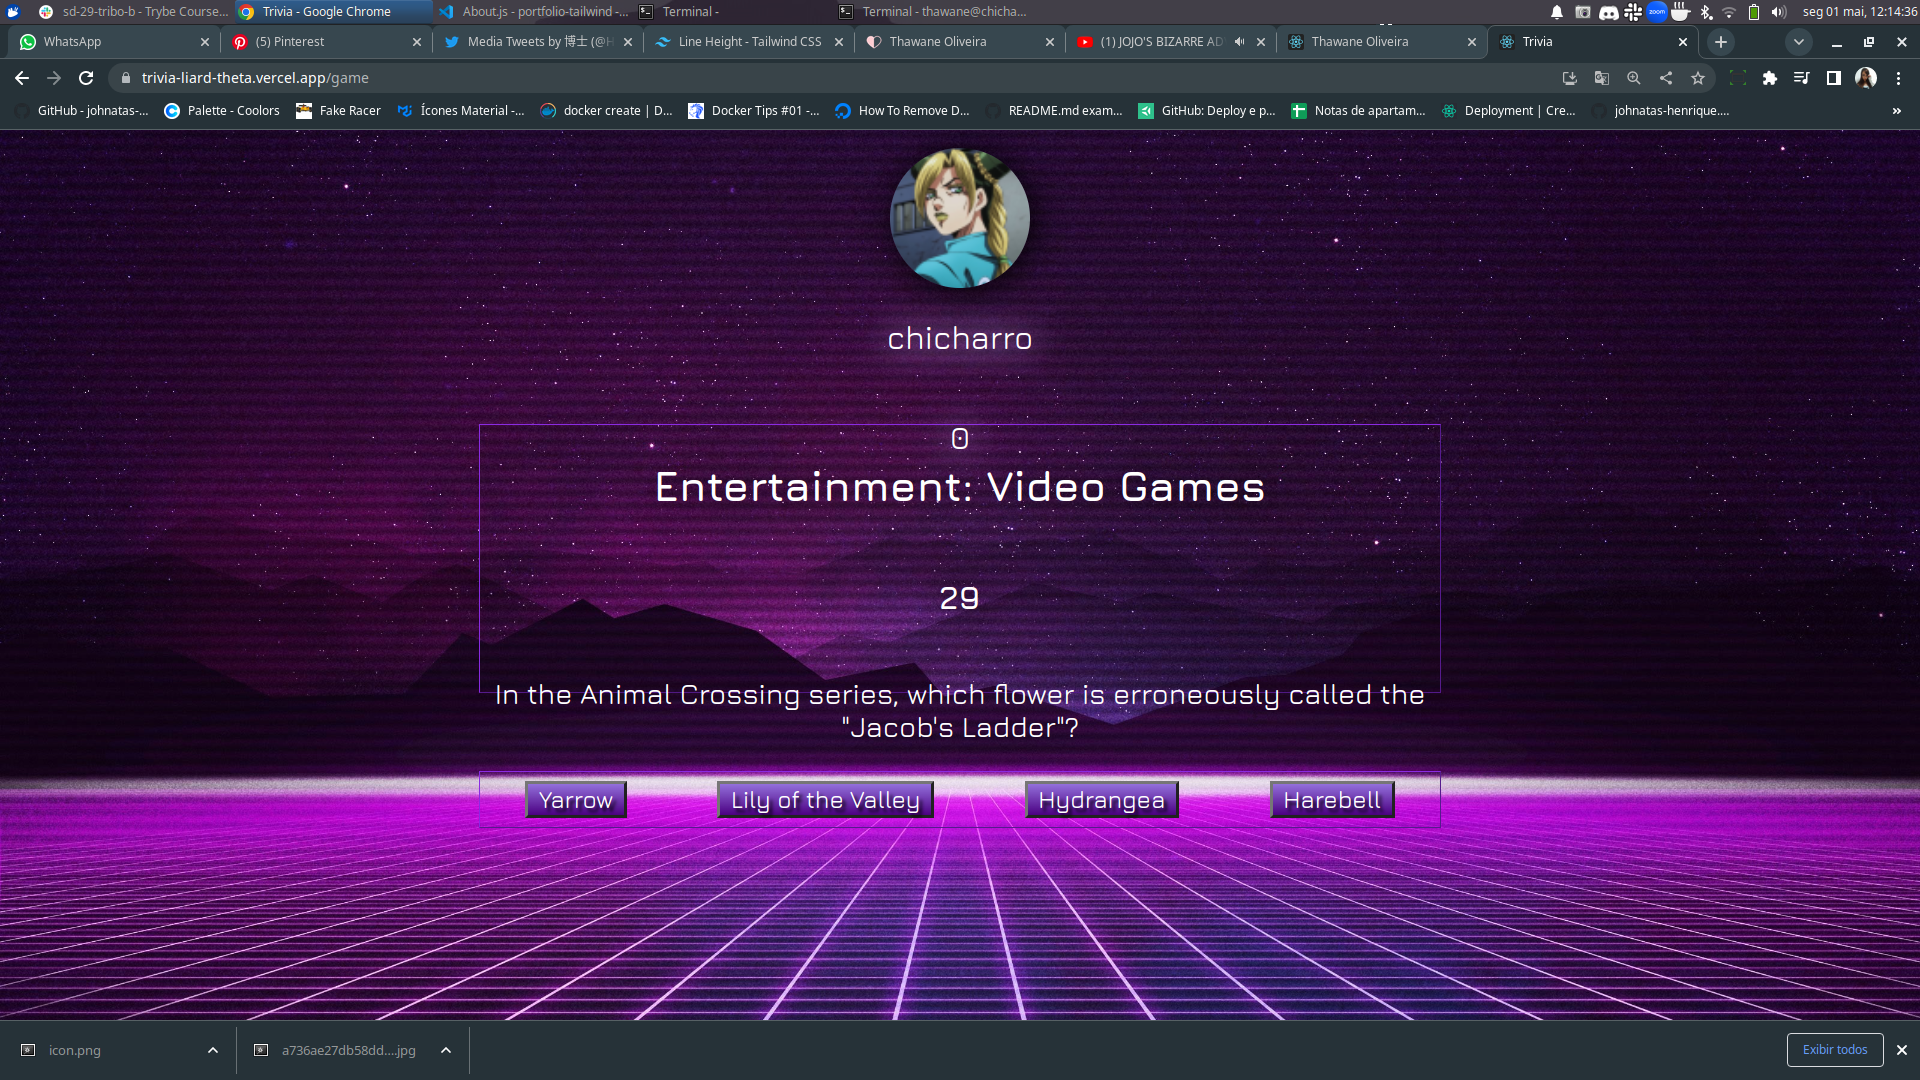 sd-29-tribo-b - Trybe Course...
Trivia - Google Chrome
About.js - portfolio-tailwind -...
Terminal -
Terminal - thawane@chicha...
zoom
seg 01 mai, 12:14:36
WhatsApp
(5) Pinterest
Media Tweets by 博士 (@H
Line Height - Tailwind CSS
Thawane Oliveira
(1) JOJO'S BIZARRE AD
Thawane Oliveira
Trivia
trivia-liard-theta.vercel.app/game
GitHub - johnatas-...
Palette - Coolors
Fake Racer
Ícones Material -...
docker create | D...
Docker Tips #01 -...
How To Remove D...
README.md exam...
GitHub: Deploy e p...
Notas de apartam...
Deployment | Cre...
johnatas-henrique....
chicharro
0
Entertainment: Video Games
29
In the Animal Crossing series, which flower is erroneously called the
"Jacob's Ladder"?
Yarrow
Lily of the Valley
Hydrangea
Harebell
icon.png
a736ae27db58dd....jpg
Exibir todos